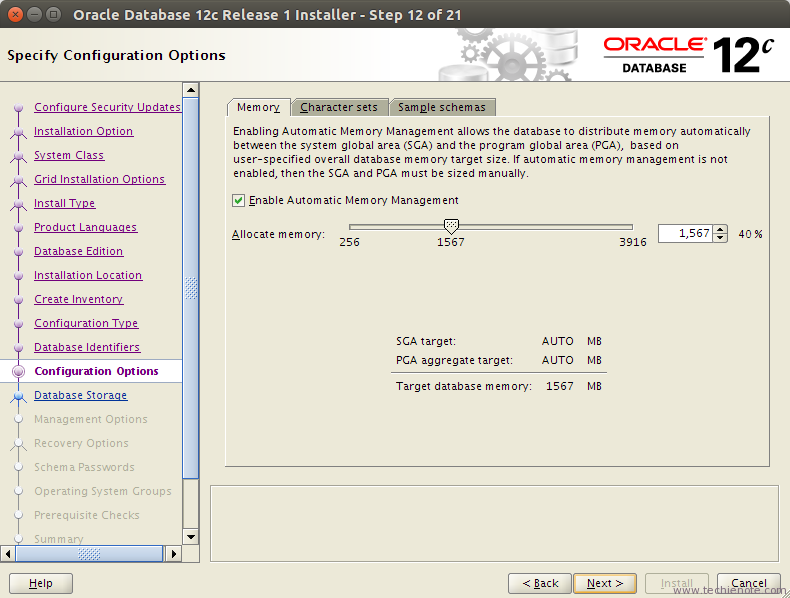 Oracle Database 12c Release 1 Installer - Step 12 of 21
Specify Configuration Options
ORACLE
DATABASE
12c
Configure Security Updates
Installation Option
System Class
Grid Installation Options
Install Type
Product Languages
Database Edition
Installation Location
Create Inventory
Configuration Type
Database Identifiers
Configuration Options
Database Storage
Management Options
Recovery Options
Schema Passwords
Operating System Groups
Prerequisite Checks
Summary
Memory Character sets Sample schemas
Enabling Automatic Memory Management allows the database to distribute memory automatically
between the system global area (SGA) and the program global area (PGA), based on
user-specified overall database memory target size. If automatic memory management is not
enabled, then the SGA and PGA must be sized manually.
Enable Automatic Memory Management
Allocate memory: 1,567 40 %
256 1567 3916
SGA target: AUTO MB
PGA aggregate target: AUTO MB
Target database memory: 1567 MB
Help < Back Next > Install Cancel
www.techienote.com